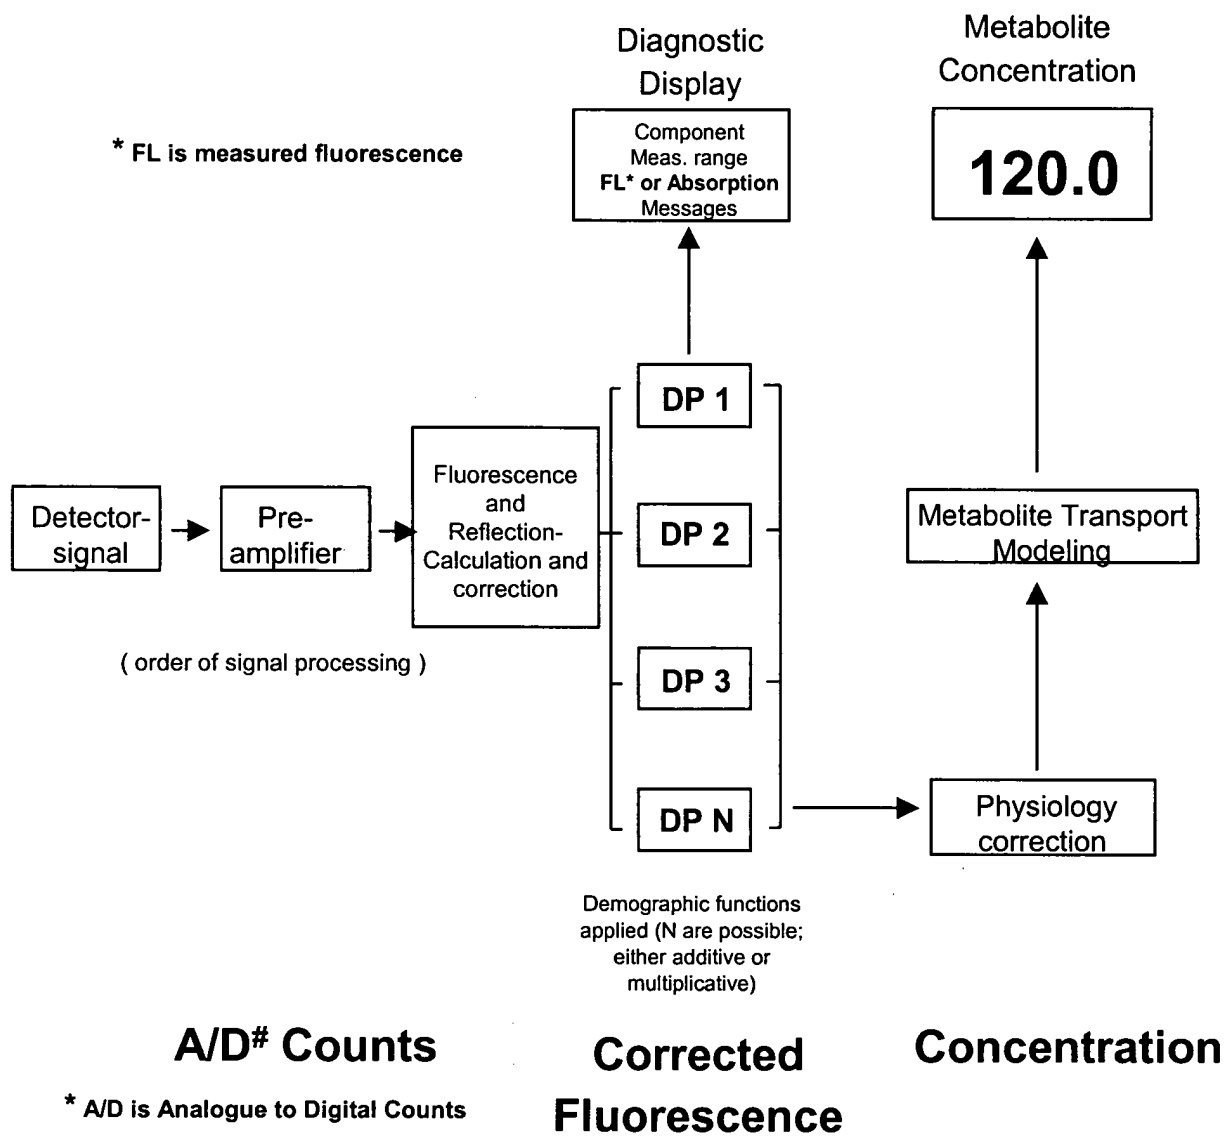 Diagnostic
Display
Metabolite
Concentration
* FL is measured fluorescence
Component
Meas. range
FL* or Absorption
Messages
120.0
DP 1
Detector-
signal
Pre-
amplifier
Fluorescence
and
Reflection-
Calculation and
correction
DP 2
Metabolite Transport
Modeling
( order of signal processing )
DP 3
DP N
Physiology
correction
Demographic functions
applied (N are possible;
either additive or
multiplicative)
A/D# Counts
Corrected
Fluorescence
Concentration
* A/D is Analogue to Digital Counts